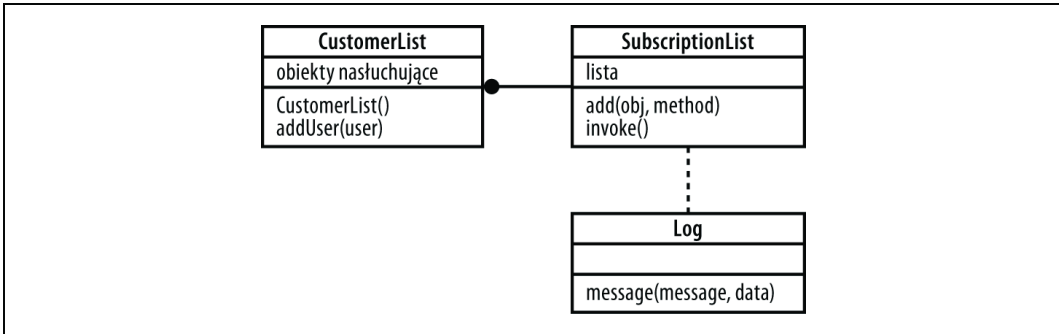 CustomerList
obiekty nasłuchujące
CustomerList()
addUser(user)
SubscriptionList
lista
add(obj, method)
invoke()
Log
message(message, data)